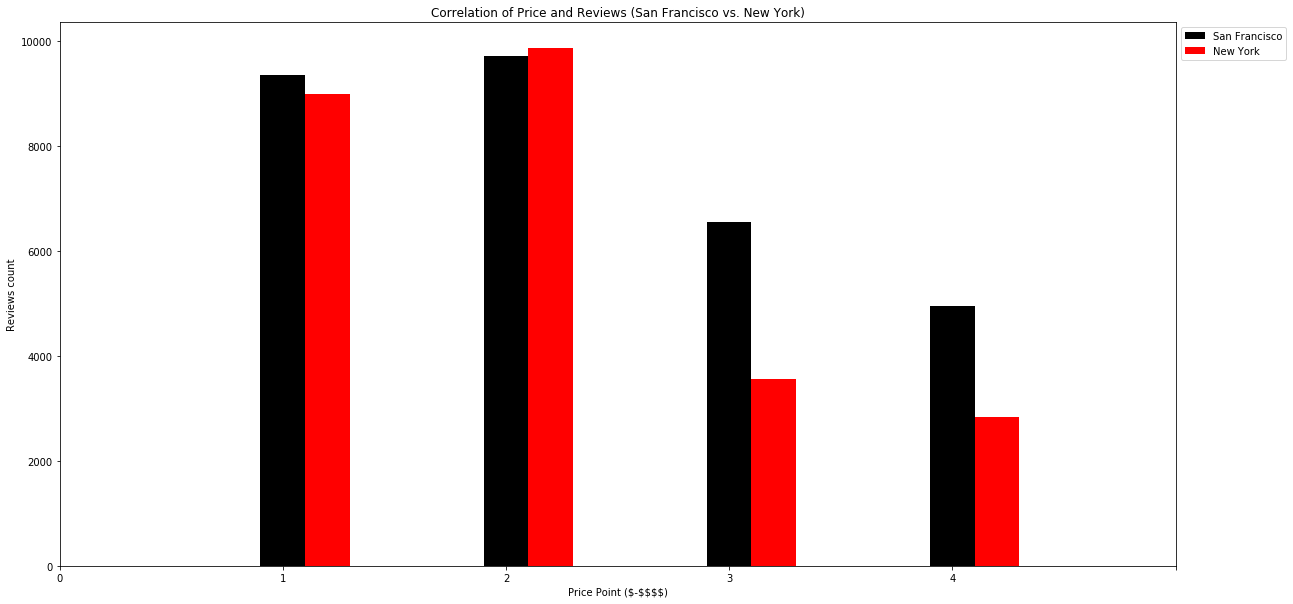 Correlation of Price and Reviews (San Francisco vs. New York)
San Francisco
New York
10000
8000
6000
4000
2000
0
Reviews count
0 1 2 3 4
Price Point ($-$$$$)